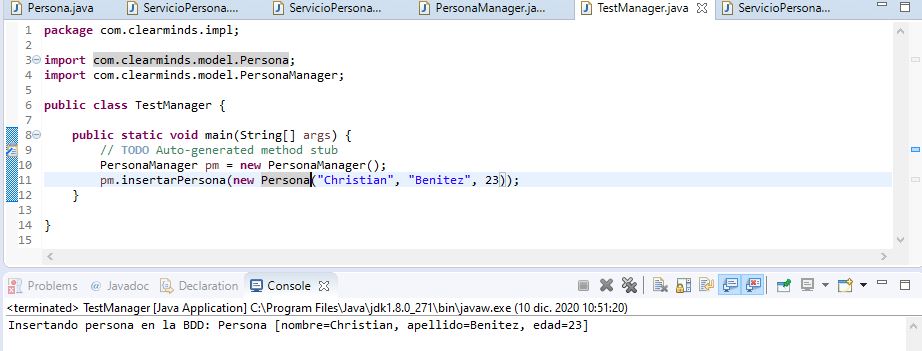 Persona.java
ServicioPersona....
ServicioPersona...
PersonaManager.ja...
TestManager.java
ServicioPersona...
1 package com.clearminds.impl;
2
3 import com.clearminds.model.Persona;
4 import com.clearminds.model.PersonaManager;
5
6 public class TestManager {
7
8 public static void main(String[] args) {
9 // TODO Auto-generated method stub
10 PersonaManager pm = new PersonaManager();
11 pm.insertarPersona(new Persona("Christian", "Benitez", 23));
12 }
13
14 }
15
Problems @ Javadoc Declaration Console
<terminated> TestManager [Java Application] C:\Program Files\Java\jdk1.8.0_271\bin\javaw.exe (10 dic. 2020 10:51:20)
Insertando persona en la BDD: Persona [nombre=Christian, apellido=Benitez, edad=23]